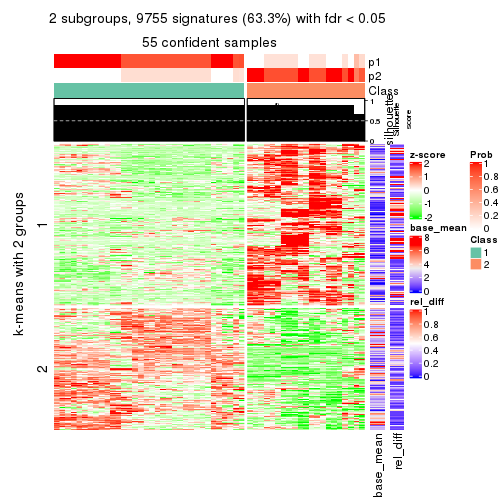 2 subgroups, 9755 signatures (63.3%) with fdr < 0.05
55 confident samples
p1
p2
Class
1
0.5
0
silhouette
Silhouette
score
k-means with 2 groups
1
2
base_mean
rel_diff
z-score
2
1
0
-1
-2
base_mean
8
6
4
2
0
rel_diff
1
0.8
0.6
0.4
0.2
0
Prob
1
0.8
0.6
0.4
0.2
0
Class
1
2